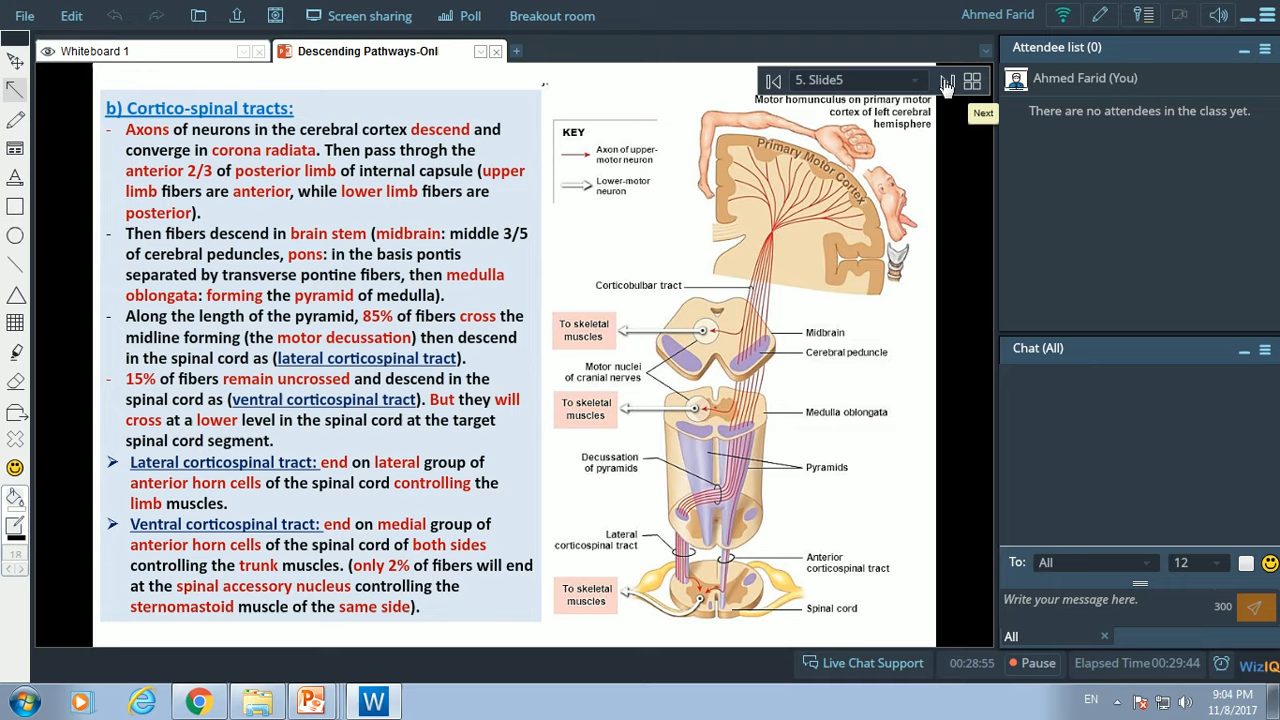 File
Edit
Screen sharing
Poll
Breakout room
Ahmed Farid
Whiteboard 1
Descending Pathways-Onl
Attendee list (0)
Ahmed Farid (You)
There are no attendees in the class yet.
5. Slide5
Next
b) Cortico-spinal tracts:
- Axons of neurons in the cerebral cortex descend and
converge in corona radiata. Then pass throgh the
anterior 2/3 of posterior limb of internal capsule (upper
limb fibers are anterior, while lower limb fibers are
posterior).
- Then fibers descend in brain stem (midbrain: middle 3/5
of cerebral peduncles, pons: in the basis pontis
separated by transverse pontine fibers, then medulla
oblongata: forming the pyramid of medulla).
- Along the length of the pyramid, 85% of fibers cross the
midline forming (the motor decussation) then descend
in the spinal cord as (lateral corticospinal tract).
- 15% of fibers remain uncrossed and descend in the
spinal cord as (ventral corticospinal tract). But they will
cross at a lower level in the spinal cord at the target
spinal cord segment.
➢ Lateral corticospinal tract: end on lateral group of
anterior horn cells of the spinal cord controlling the
limb muscles.
➢ Ventral corticospinal tract: end on medial group of
anterior horn cells of the spinal cord of both sides
controlling the trunk muscles. (only 2% of fibers will end
at the spinal accessory nucleus controlling the
sternomastoid muscle of the same side).
KEY
Axon of upper-
motor neuron
Lower-motor
neuron
Motor homunculus on primary motor
cortex of left cerebral
hemisphere
Primary Motor Cortex
Corticobulbar tract
To skeletal
muscles
Midbrain
Cerebral peduncle
Motor nuclei
of cranial nerves
To skeletal
muscles
Medulla oblongata
Decussation
of pyramids
Pyramids
Lateral
corticospinal tract
Anterior
corticospinal tract
To skeletal
muscles
Spinal cord
Chat (All)
To:
All
12
Write your message here.
300
All
Live Chat Support
00:28:55
Pause
Elapsed Time
00:29:44
WizIQ
EN
9:04 PM
11/8/2017